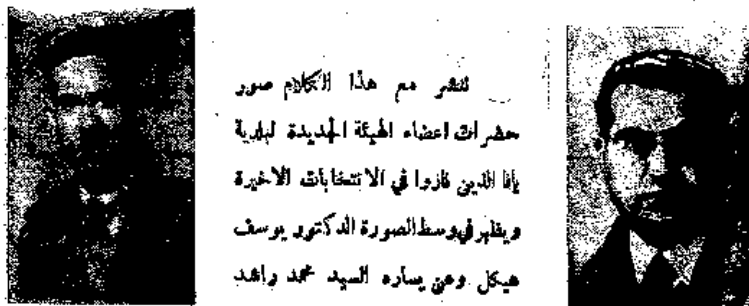 ننشر مع هذا الكلام صور
حضرات اعضاء الهيئة الجديدة لبلدية
يافا الذين فازوا في الانتخابات الاخيرة
ويظهر في وسط الصورة الدكتور يوسف
هيكل وعن يساره السيد محمد راشد